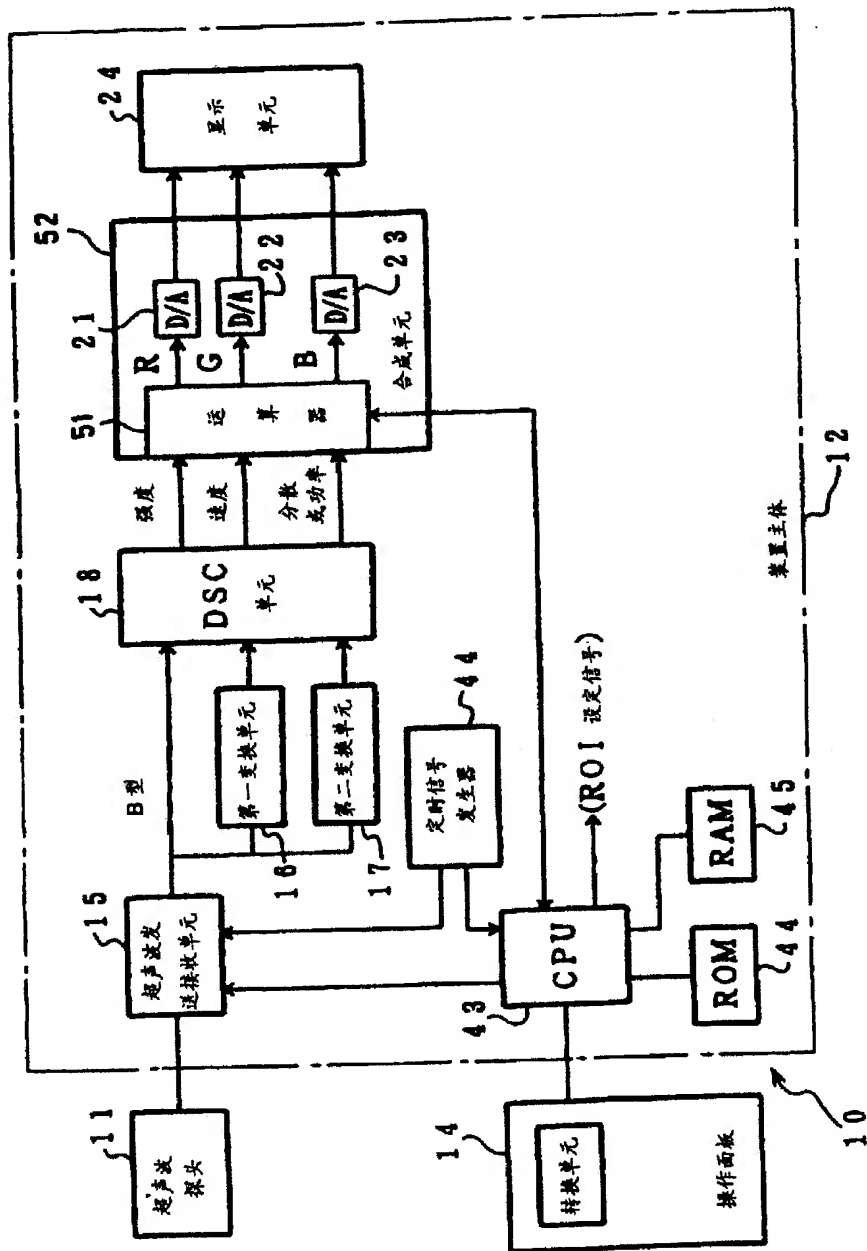 11
超声波
探头
15
超声波发
送接收单元
B型
第一变换单元
16
第二变换单元
17
18
DSC
单元
强度
速度
分散
或功率
51
运算器
R
G
B
21
D/A
D/A
22
D/A
23
合成单元
52
24
显示
单元
定时信号
发生器
44
14
转换单元
操作面板
43
CPU
(ROI 设定信号)
ROM
44
RAM
45
装置主体
12
10